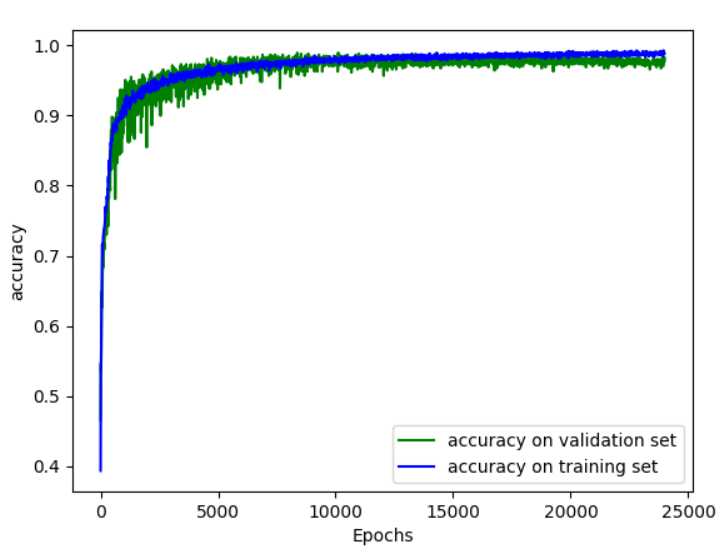 1.0
0.9
0.8
0.7
0.6
0.5
0.4
accuracy
accuracy on validation set
accuracy on training set
0 5000 10000 15000 20000 25000
Epochs